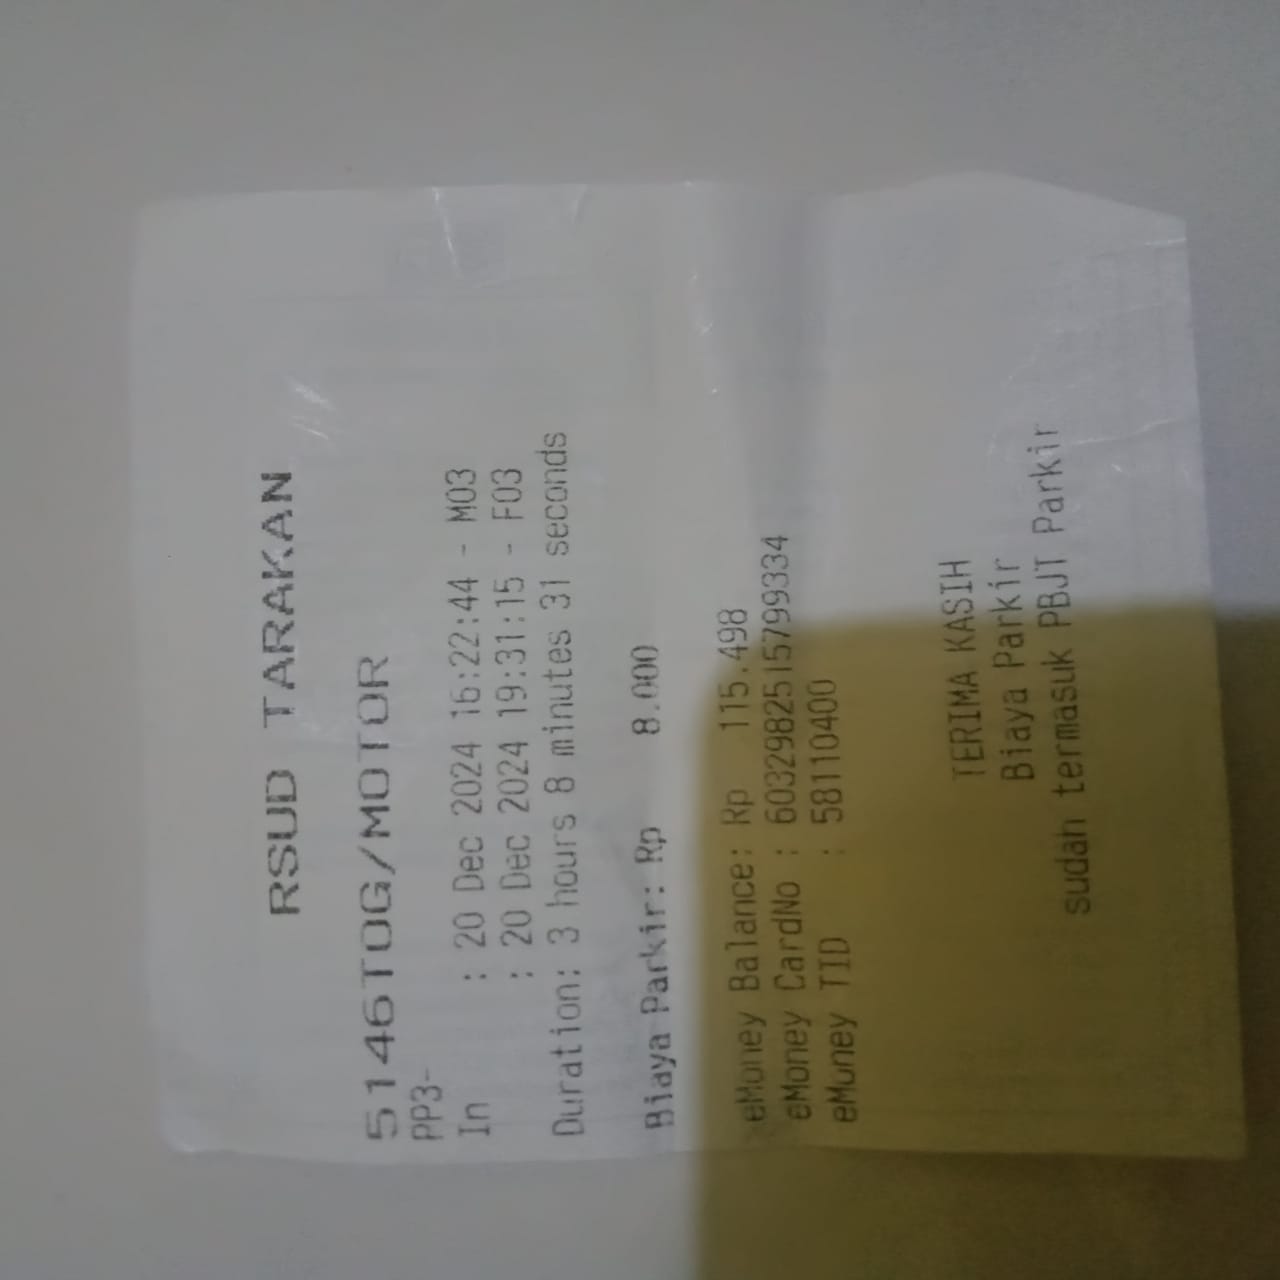 RSUD TARAKAN
5146TOG/MOTOR
PP3-
In : 20 Dec 2024 16:22:44 - M03
: 20 Dec 2024 19:31:15 - F03
Duration: 3 hours 8 minutes 31 seconds
Biaya Parkir: Rp 8.000
eMoney Balance: Rp 115.498
eMoney CardNo : 6032982515799334
eMoney TID : 58110400
TERIMA KASIH
Biaya Parkir
sudah termasuk PBJT Parkir